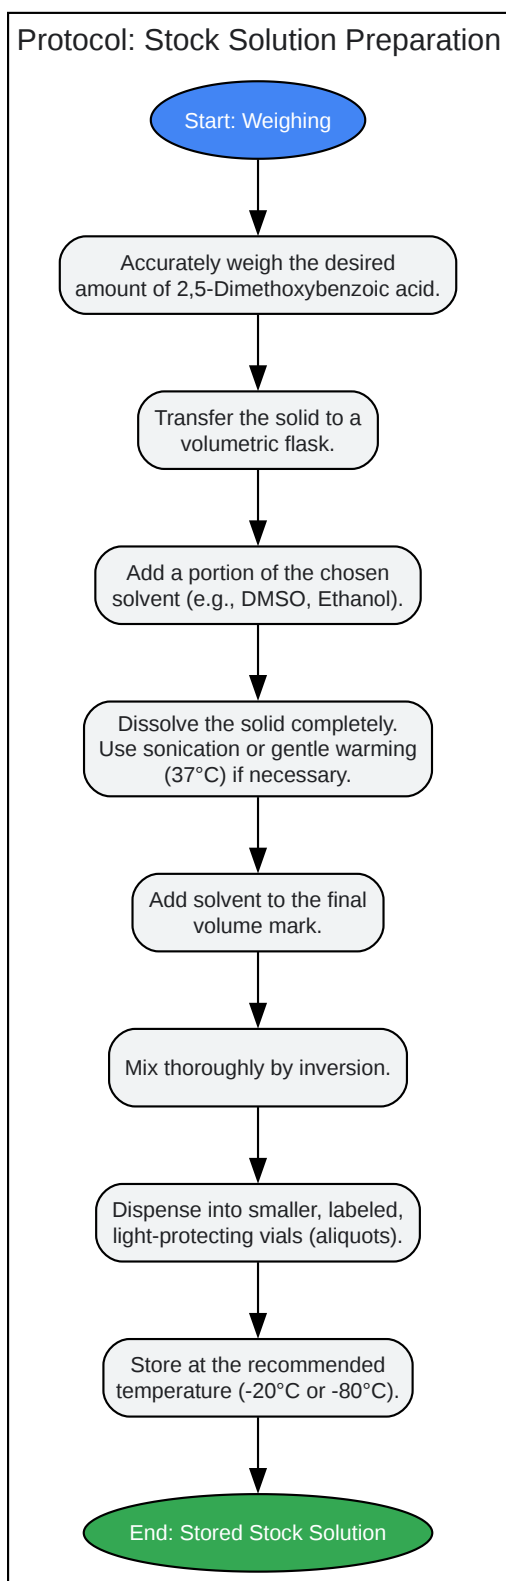 Protocol: Stock Solution Preparation
Start: Weighing
Accurately weigh the desired
amount of 2,5-Dimethoxybenzoic acid.
Transfer the solid to a
volumetric flask.
Add a portion of the chosen
solvent (e.g., DMSO, Ethanol).
Dissolve the solid completely.
Use sonication or gentle warming
(37°C) if necessary.
Add solvent to the final
volume mark.
Mix thoroughly by inversion.
Dispense into smaller, labeled,
light-protecting vials (aliquots).
Store at the recommended
temperature (-20°C or -80°C).
End: Stored Stock Solution